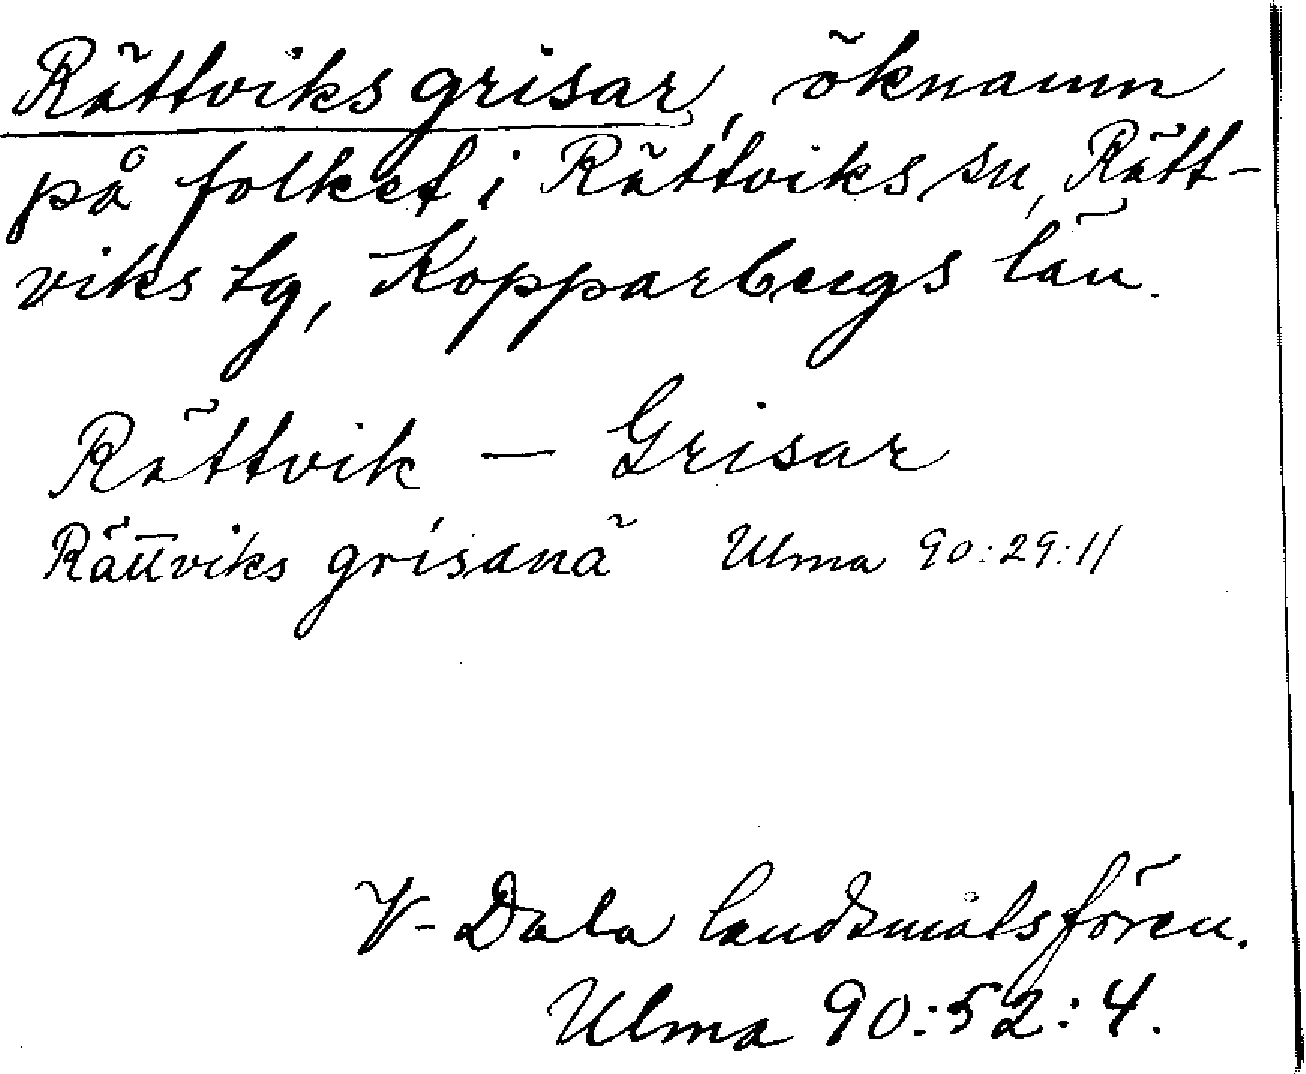 Rättviksgrisar, öknamn
på folket i Rättviks sn, Rätt-
viks tg, Kopparbergs län.
Rättvik — Grisar
Rättviks grisanä Ulma 90:29:11
V-Dala landsmålsfören.
Ulma 90:52:4.